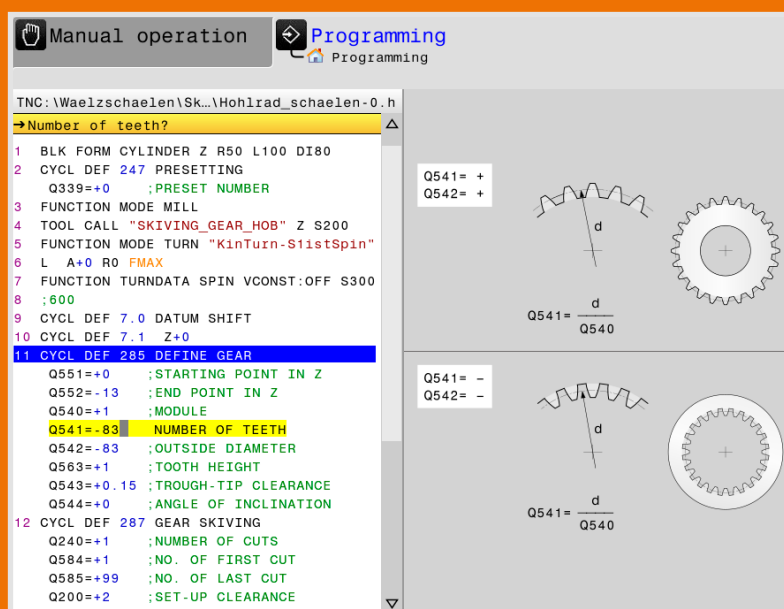 Manual operation
Programming
Programming
TNC:\Waelzschaelen\Sk…\Hohlrad_schaelen-0.h
→Number of teeth?
1 BLK FORM CYLINDER Z R50 L100 DI80
2 CYCL DEF 247 PRESETTING
Q339=+0 ;PRESET NUMBER
3 FUNCTION MODE MILL
4 TOOL CALL "SKIVING_GEAR_HOB" Z S200
5 FUNCTION MODE TURN "KinTurn-S1istSpin"
6 L A+0 R0 FMAX
7 FUNCTION TURNDATA SPIN VCONST:OFF S300
8 ;600
9 CYCL DEF 7.0 DATUM SHIFT
10 CYCL DEF 7.1 Z+0
11 CYCL DEF 285 DEFINE GEAR
Q551=+0 ;STARTING POINT IN Z
Q552=-13 ;END POINT IN Z
Q540=+1 ;MODULE
Q541=-83 NUMBER OF TEETH
Q542=-83 ;OUTSIDE DIAMETER
Q563=+1 ;TOOTH HEIGHT
Q543=+0.15 ;TROUGH-TIP CLEARANCE
Q544=+0 ;ANGLE OF INCLINATION
12 CYCL DEF 287 GEAR SKIVING
Q240=+1 ;NUMBER OF CUTS
Q584=+1 ;NO. OF FIRST CUT
Q585=+99 ;NO. OF LAST CUT
Q200=+2 ;SET-UP CLEARANCE
Q541= +
Q542= +
d
d
Q541=
Q540
Q541= -
Q542= -
d
d
Q541=
Q540